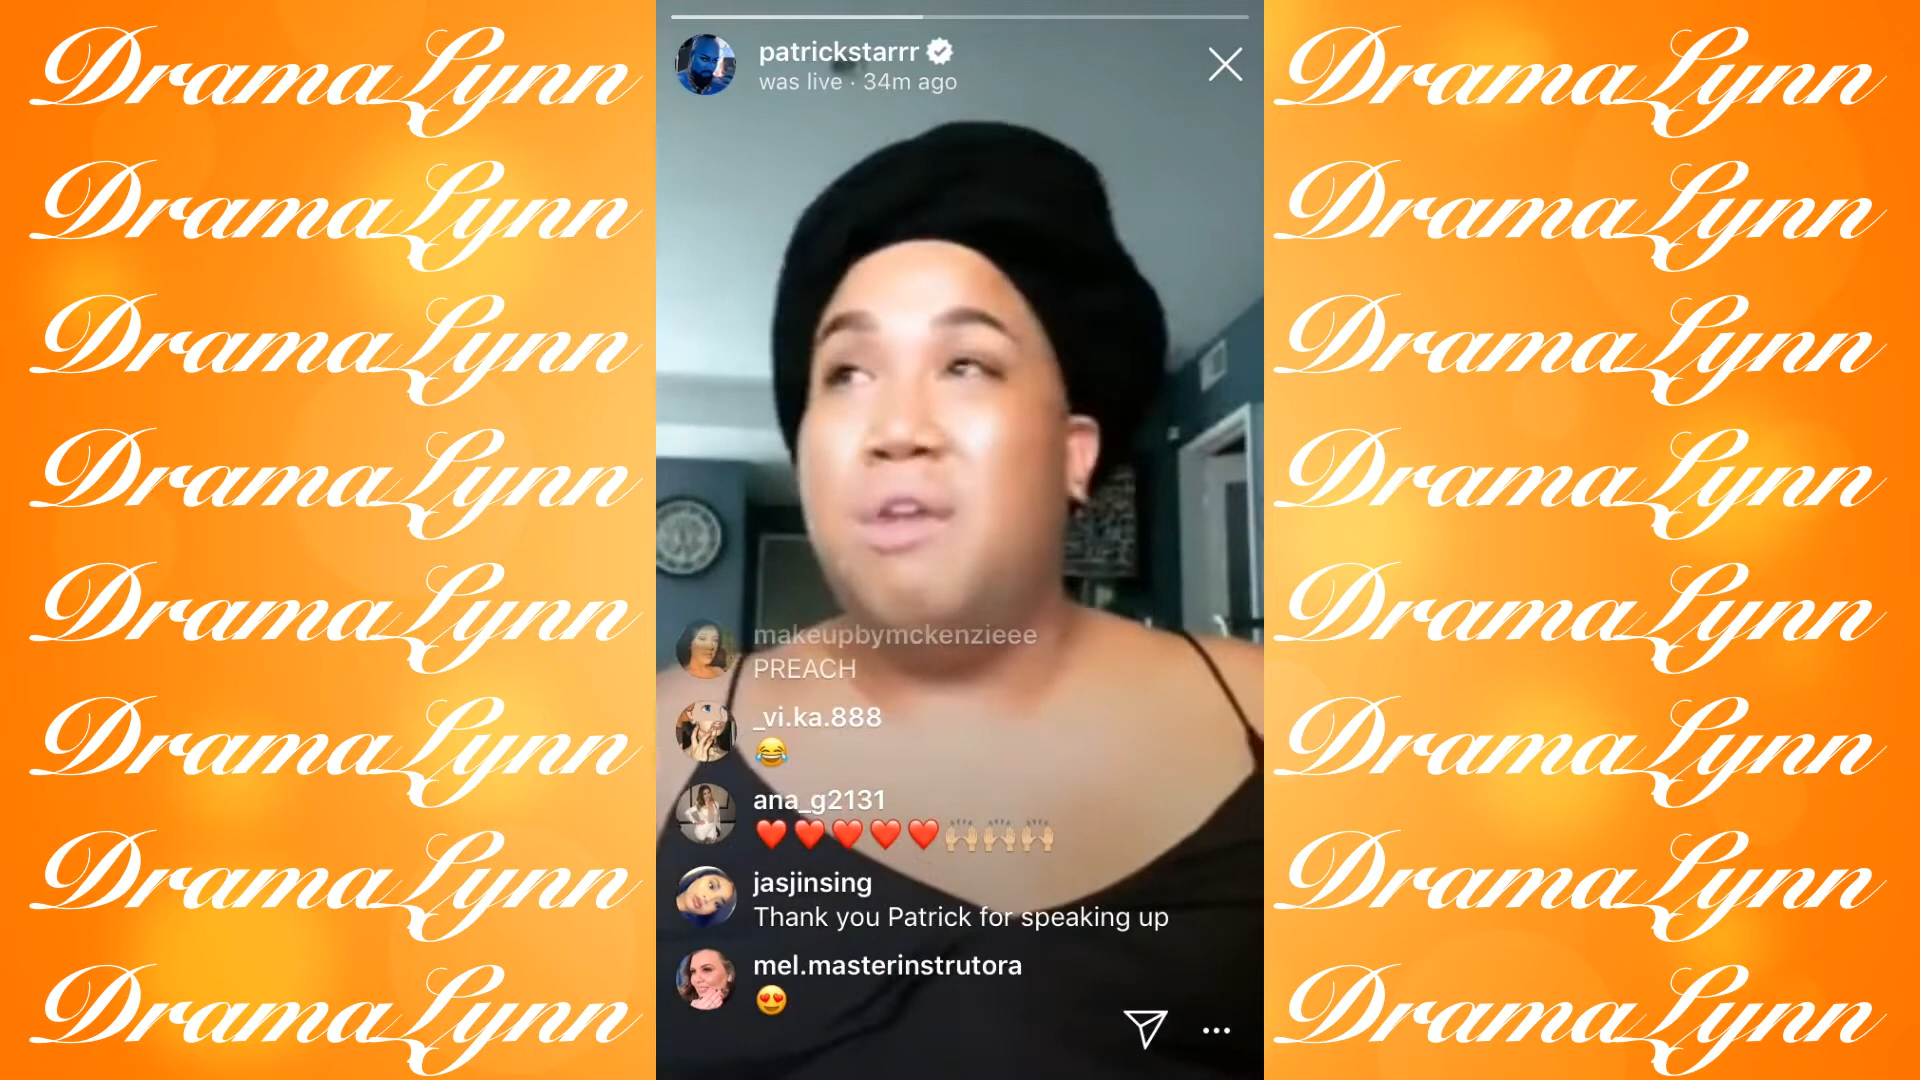 DramaLynn
DramaLynn
DramaLynn
DramaLynn
DramaLynn
DramaLynn
DramaLynn
DramaLynn
patrickstarrr
was live · 34m ago
makeupbymckenzieee
PREACH
_vi.ka.888
😂
ana_g2131
❤️❤️❤️❤️❤️🙌🏼🙌🏼🙌🏼
jasjinsing
Thank you Patrick for speaking up
mel.masterinstrutora
😍
DramaLynn
DramaLynn
DramaLynn
DramaLynn
DramaLynn
DramaLynn
DramaLynn
DramaLynn